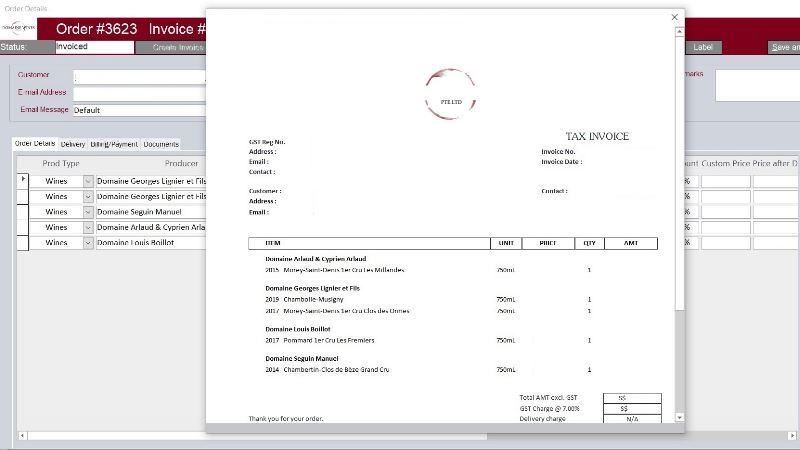 Order Details
Order #3623 Invoice #
Status: Invoiced Create Invoice Label Save an
Customer : marks
E-mail Address
Email Message Default
Order Details Delivery Billing/Payment Documents
Prod Type Producer unt Custom Price Price after D
Wines Domaine Georges Lignier et Fils %
Wines Domaine Georges Lignier et Fils %
Wines Domaine Seguin Manuel %
Wines Domaine Arlaud & Cyprien Arla %
Wines Domaine Louis Boillot %
PTE LTD
TAX INVOICE
GST Reg No.
Address : Invoice No.
Email : Invoice Date :
Contact :
Customer : Contact :
Address :
Email :
ITEM UNIT PRICE QTY AMT
Domaine Arlaud & Cyprien Arlaud
2015 Morey-Saint-Denis 1er Cru Les Millandes 750mL 1
Domaine Georges Lignier et Fils
2019 Chambolle-Musigny 750mL 1
2017 Morey-Saint-Denis 1er Cru Clos des Ormes 750mL 1
Domaine Louis Boillot
2017 Pommard 1er Cru Les Fremiers 750mL 1
Domaine Seguin Manuel
2014 Chambertin-Clos de Bèze Grand Cru 750mL 1
Total AMT excl. GST S$
GST Charge @ 7.00% S$
Thank you for your order. Delivery charge N/A